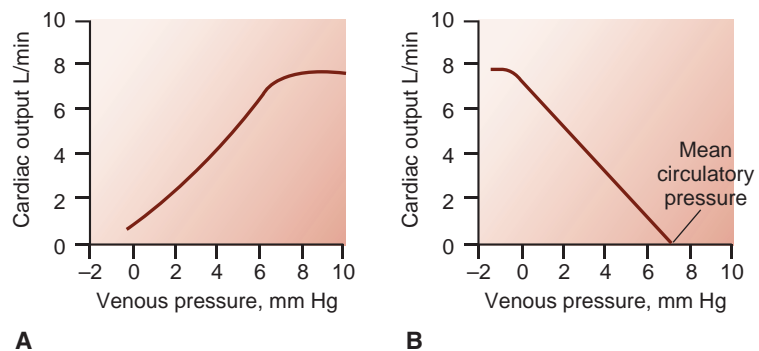 Cardiac output L/min
10
8
6
4
2
0
–2 0 2 4 6 8 10
Venous pressure, mm Hg
A
Cardiac output L/min
10
8
6
4
2
0
Mean
circulatory
pressure
–2 0 2 4 6 8 10
Venous pressure, mm Hg
B